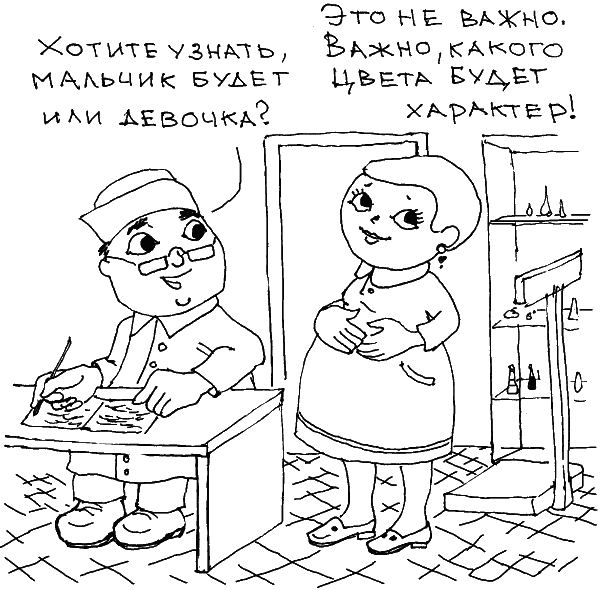 Хотите узнать,
мальчик будет
или девочка?
Это не важно.
Важно, какого
цвета будет
характер!